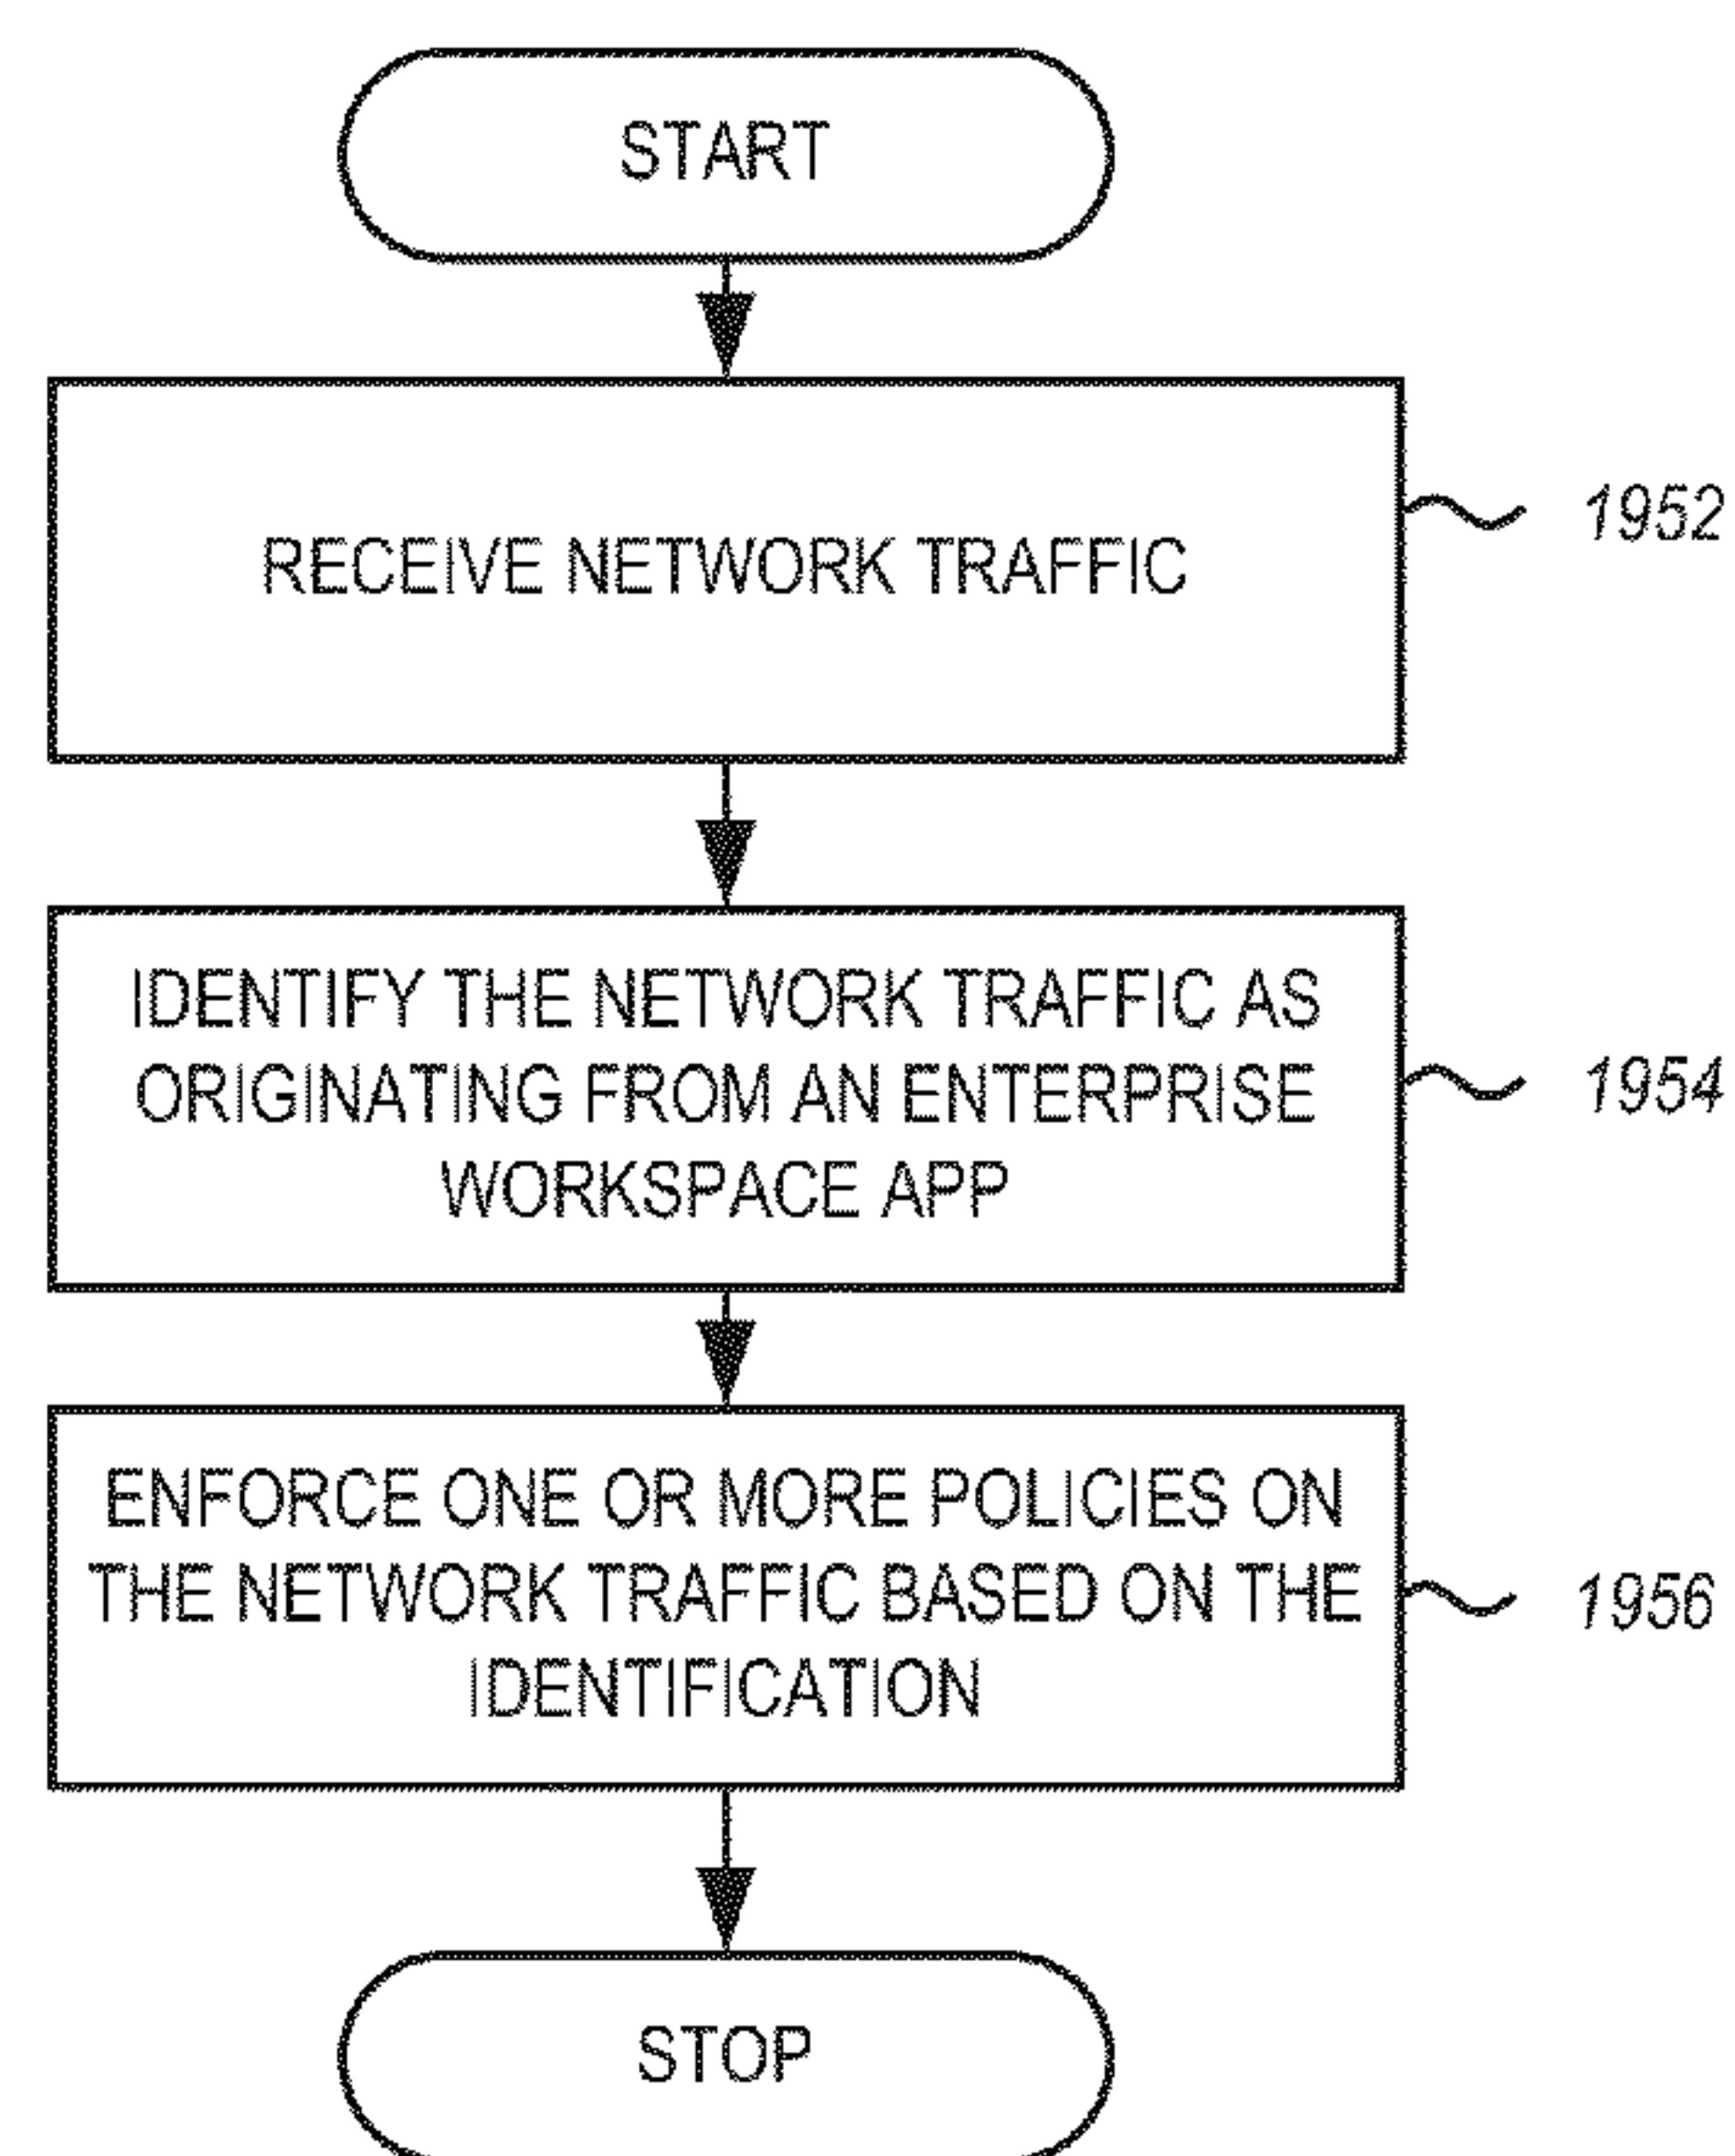 START
RECEIVE NETWORK TRAFFIC
1952
IDENTIFY THE NETWORK TRAFFIC AS
ORIGINATING FROM AN ENTERPRISE
WORKSPACE APP
1954
ENFORCE ONE OR MORE POLICIES ON
THE NETWORK TRAFFIC BASED ON THE
IDENTIFICATION
1956
STOP